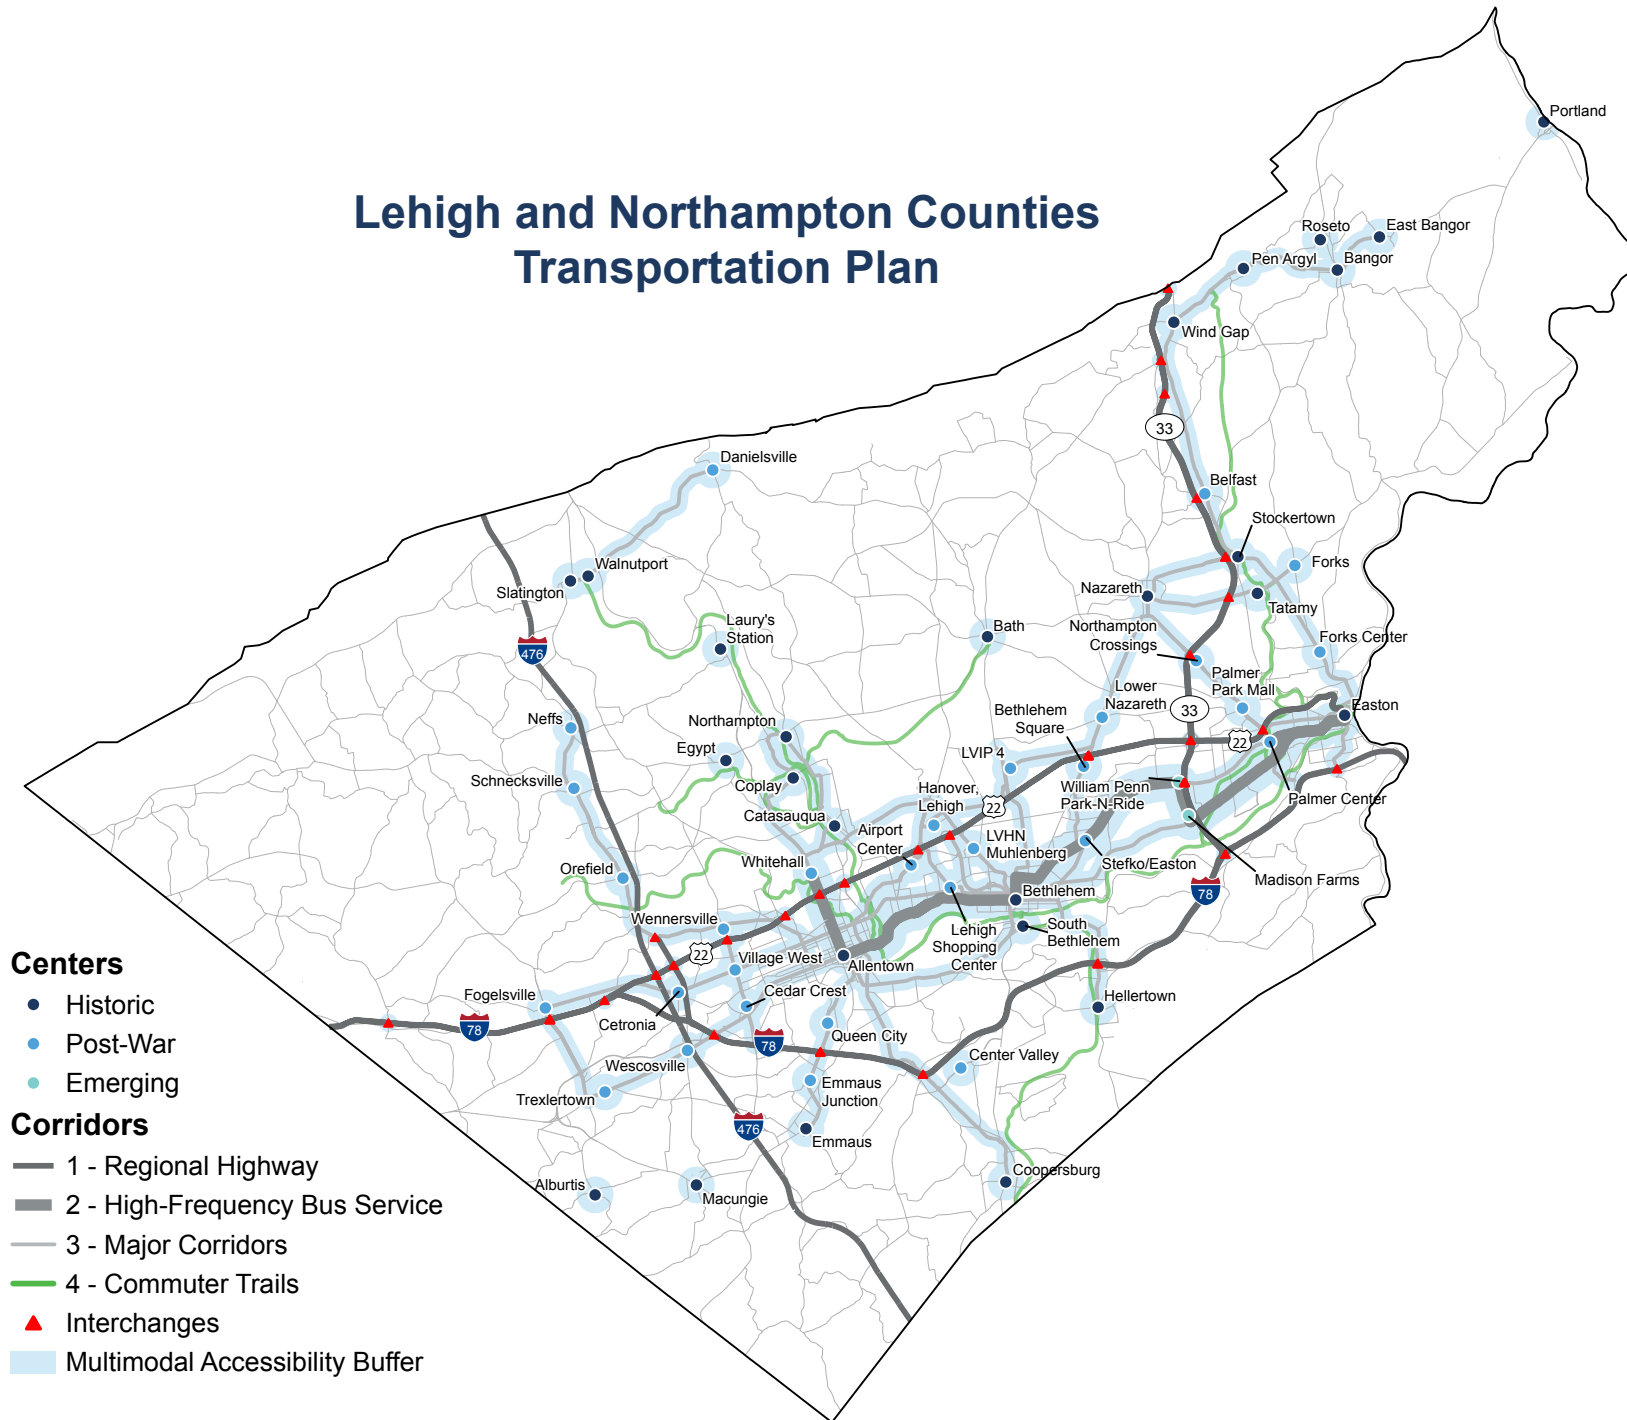 Lehigh and Northampton Counties
Transportation Plan
Portland
Roseto
East Bangor
Pen Argyl
Bangor
Wind Gap
33
Danielsville
Belfast
Stockertown
Walnutport
Slatington
Forks
Nazareth
Tatamy
Laury's
Station
Bath
Northampton
Crossings
Forks Center
476
Palmer
Park Mall
Lower
Nazareth
Neffs
Northampton
Bethlehem
Square
33
Easton
22
Egypt
LVIP 4
Schnecksville
Coplay
Hanover,
Lehigh
William Penn
Park-N-Ride
Palmer Center
22
Catasauqua
Airport
Center
LVHN
Muhlenberg
Whitehall
Stefko/Easton
Orefield
Madison Farms
78
Bethlehem
Wennersville
Lehigh
Shopping
Center
South
Bethlehem
22
Village West
Allentown
Fogelsville
Cedar Crest
Hellertown
Cetronia
78
78
Queen City
Wescosville
Center Valley
Trexlertown
Emmaus
Junction
476
Emmaus
Coopersburg
Alburtis
Macungie
Centers
Historic
Post-War
Emerging
Corridors
1 - Regional Highway
2 - High-Frequency Bus Service
3 - Major Corridors
4 - Commuter Trails
Interchanges
Multimodal Accessibility Buffer